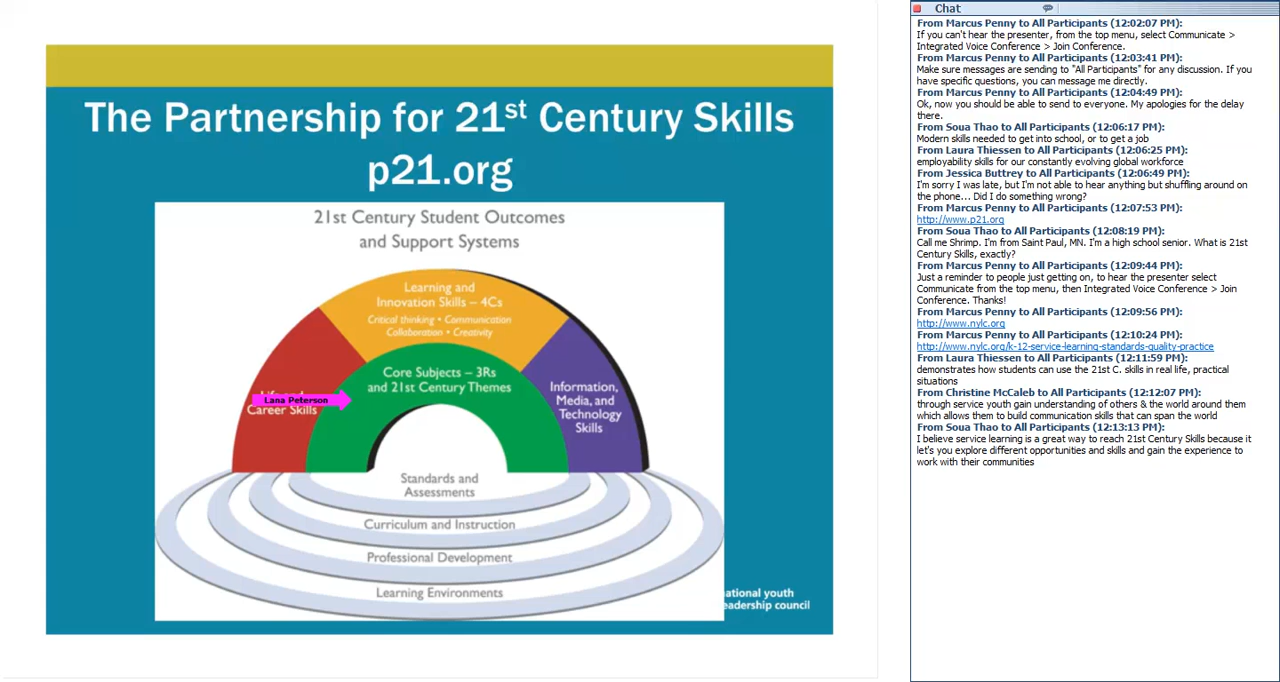 The Partnership for 21st Century Skills
p21.org
21st Century Student Outcomes
and Support Systems
Learning and
Innovation Skills – 4Cs
Critical thinking • Communication
Collaboration • Creativity
Core Subjects – 3Rs
and 21st Century Themes
Lana Peterson
Career Skills
Information,
Media, and
Technology
Skills
Standards and
Assessments
Curriculum and Instruction
Professional Development
Learning Environments
national youth
leadership council
Chat
From Marcus Penny to All Participants (12:02:07 PM):
If you can't hear the presenter, from the top menu, select Communicate >
Integrated Voice Conference > Join Conference.
From Marcus Penny to All Participants (12:03:41 PM):
Make sure messages are sending to "All Participants" for any discussion. If you
have specific questions, you can message me directly.
From Marcus Penny to All Participants (12:04:49 PM):
Ok, now you should be able to send to everyone. My apologies for the delay
there.
From Soua Thao to All Participants (12:06:17 PM):
Modern skills needed to get into school, or to get a job
From Laura Thiessen to All Participants (12:06:25 PM):
employability skills for our constantly evolving global workforce
From Jessica Buttrey to All Participants (12:06:49 PM):
I'm sorry I was late, but I'm not able to hear anything but shuffling around on
the phone... Did I do something wrong?
From Marcus Penny to All Participants (12:07:53 PM):
http://www.p21.org
From Soua Thao to All Participants (12:08:19 PM):
Call me Shrimp. I'm from Saint Paul, MN. I'm a high school senior. What is 21st
Century Skills, exactly?
From Marcus Penny to All Participants (12:09:44 PM):
Just a reminder to people just getting on, to hear the presenter select
Communicate from the top menu, then Integrated Voice Conference > Join
Conference. Thanks!
From Marcus Penny to All Participants (12:09:56 PM):
http://www.nylc.org
From Marcus Penny to All Participants (12:10:24 PM):
http://www.nylc.org/k-12-service-learning-standards-quality-practice
From Laura Thiessen to All Participants (12:11:59 PM):
demonstrates how students can use the 21st C. skills in real life, practical
situations
From Christine McCaleb to All Participants (12:12:07 PM):
through service youth gain understanding of others & the world around them
which allows them to build communication skills that can span the world
From Soua Thao to All Participants (12:13:13 PM):
I believe service learning is a great way to reach 21st Century Skills because it
let's you explore different opportunities and skills and gain the experience to
work with their communities